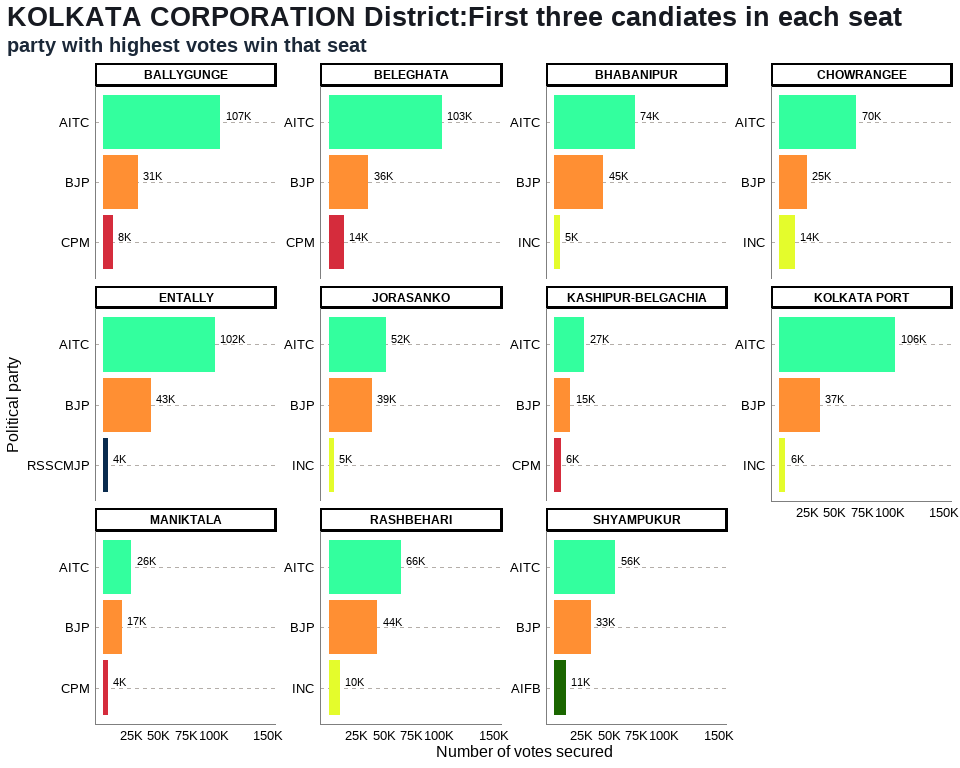 KOLKATA CORPORATION District:First three candiates in each seat
party with highest votes win that seat
BALLYGUNGE
AITC 107K
BJP 31K
CPM 8K
BELEGHATA
AITC 103K
BJP 36K
CPM 14K
BHABANIPUR
AITC 74K
BJP 45K
INC 5K
CHOWRANGEE
AITC 70K
BJP 25K
INC 14K
Political party
ENTALLY
AITC 102K
BJP 43K
RSSCMJP 4K
JORASANKO
AITC 52K
BJP 39K
INC 5K
KASHIPUR-BELGACHIA
AITC 27K
BJP 15K
CPM 6K
KOLKATA PORT
AITC 106K
BJP 37K
INC 6K
25K 50K 75K 100K 150K
MANIKTALA
AITC 26K
BJP 17K
CPM 4K
25K 50K 75K 100K 150K
RASHBEHARI
AITC 66K
BJP 44K
INC 10K
25K 50K 75K 100K 150K
SHYAMPUKUR
AITC 56K
BJP 33K
AIFB 11K
25K 50K 75K 100K 150K
Number of votes secured